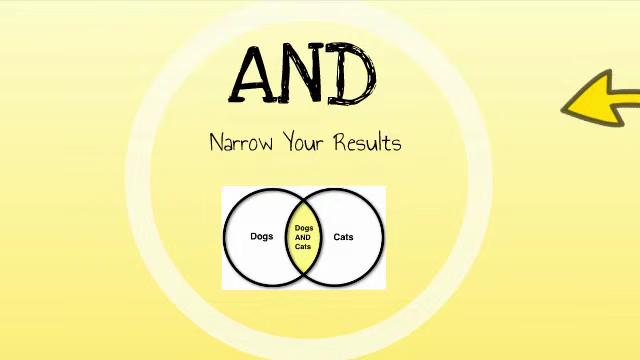 AND
Narrow Your Results
Dogs
Dogs
AND
Cats
Cats